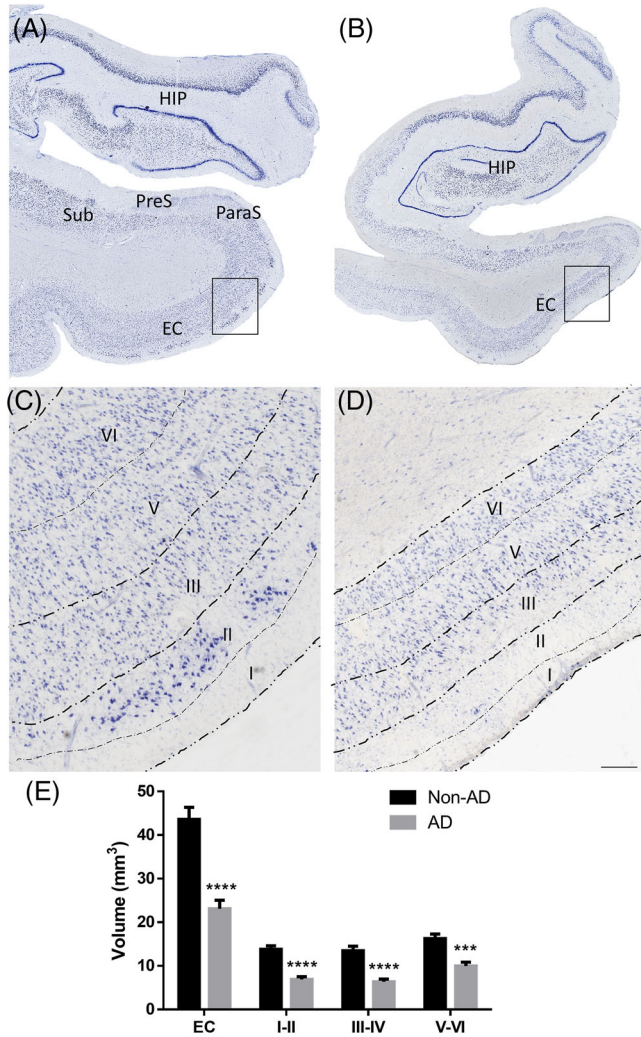 (A)
HIP
Sub
PreS
ParaS
EC
(B)
HIP
EC
(C)
VI
V
III
II
I
(D)
VI
V
III
II
I
(E)
Non-AD
AD
Volume (mm³)
50
40
30
20
10
0
****
****
****
***
EC I-II III-IV V-VI